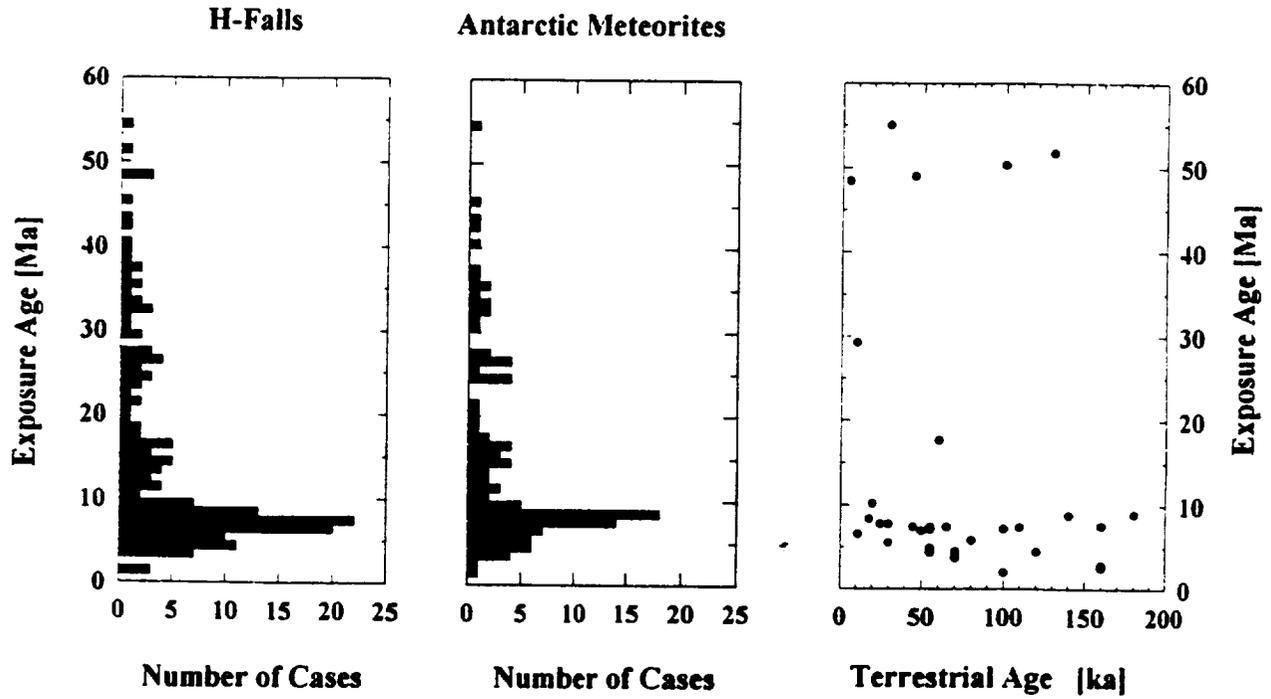 H-Falls
Antarctic Meteorites
Exposure Age [Ma]
60
50
40
30
20
10
0
0 5 10 15 20 25
Number of Cases
0 5 10 15 20 25
Number of Cases
60
50
40
30
20
10
0
Exposure Age [Ma]
0 50 100 150 200
Terrestrial Age [ka]